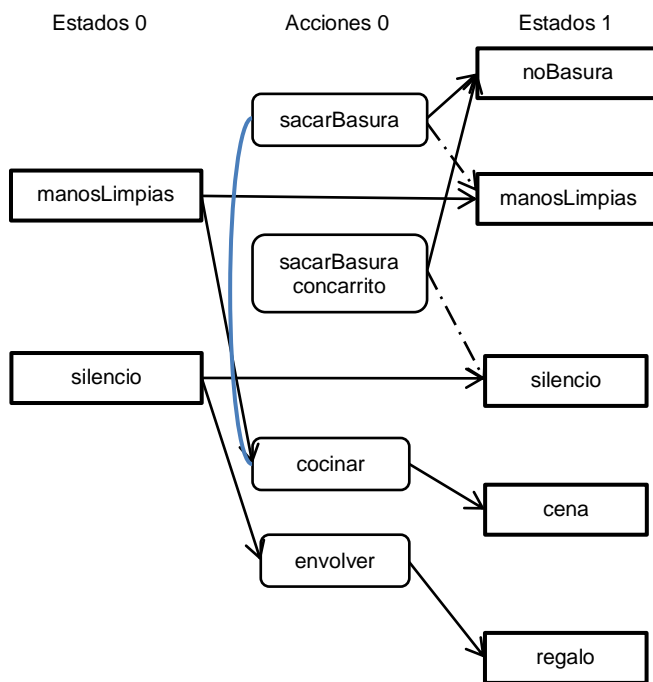 Estados 0
Acciones 0
Estados 1
noBasura
sacarBasura
manosLimpias
manosLimpias
sacarBasura
concarrito
silencio
silencio
cocinar
cena
envolver
regalo